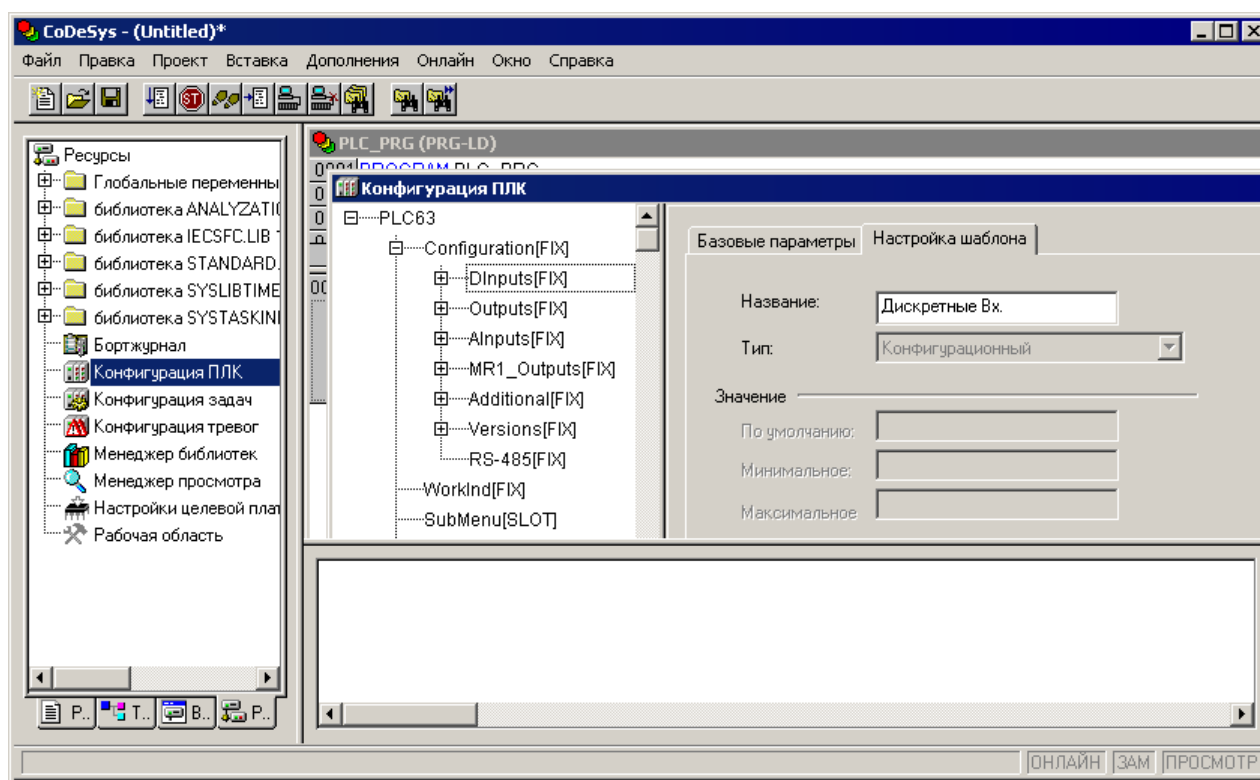 CoDeSys - (Untitled)*
Файл Правка Проект Вставка Дополнения Онлайн Окно Справка
Ресурсы
Глобальные переменны
библиотека ANALYZATI
библиотека IECSFC.LIB
библиотека STANDARD.
библиотека SYSLIBTIME
библиотека SYSTASKIN
Бортжурнал
Конфигурация ПЛК
Конфигурация задач
Конфигурация тревог
Менеджер библиотек
Менеджер просмотра
Настройки целевой плат
Рабочая область
Р.. Т.. В.. Р..
PLC_PRG (PRG-LD)
0001 PROGRAM PLC_PRG
Конфигурация ПЛК
PLC63
Configuration[FIX]
DInputs[FIX]
Outputs[FIX]
AInputs[FIX]
MR1_Outputs[FIX]
Additional[FIX]
Versions[FIX]
RS-485[FIX]
WorkInd[FIX]
SubMenu[SLOT]
Базовые параметры Настройка шаблона
Название: Дискретные Вх.
Тип: Конфигурационный
Значение
По умолчанию:
Минимальное:
Максимальное
ОНЛАЙН ЗАМ ПРОСМОТР